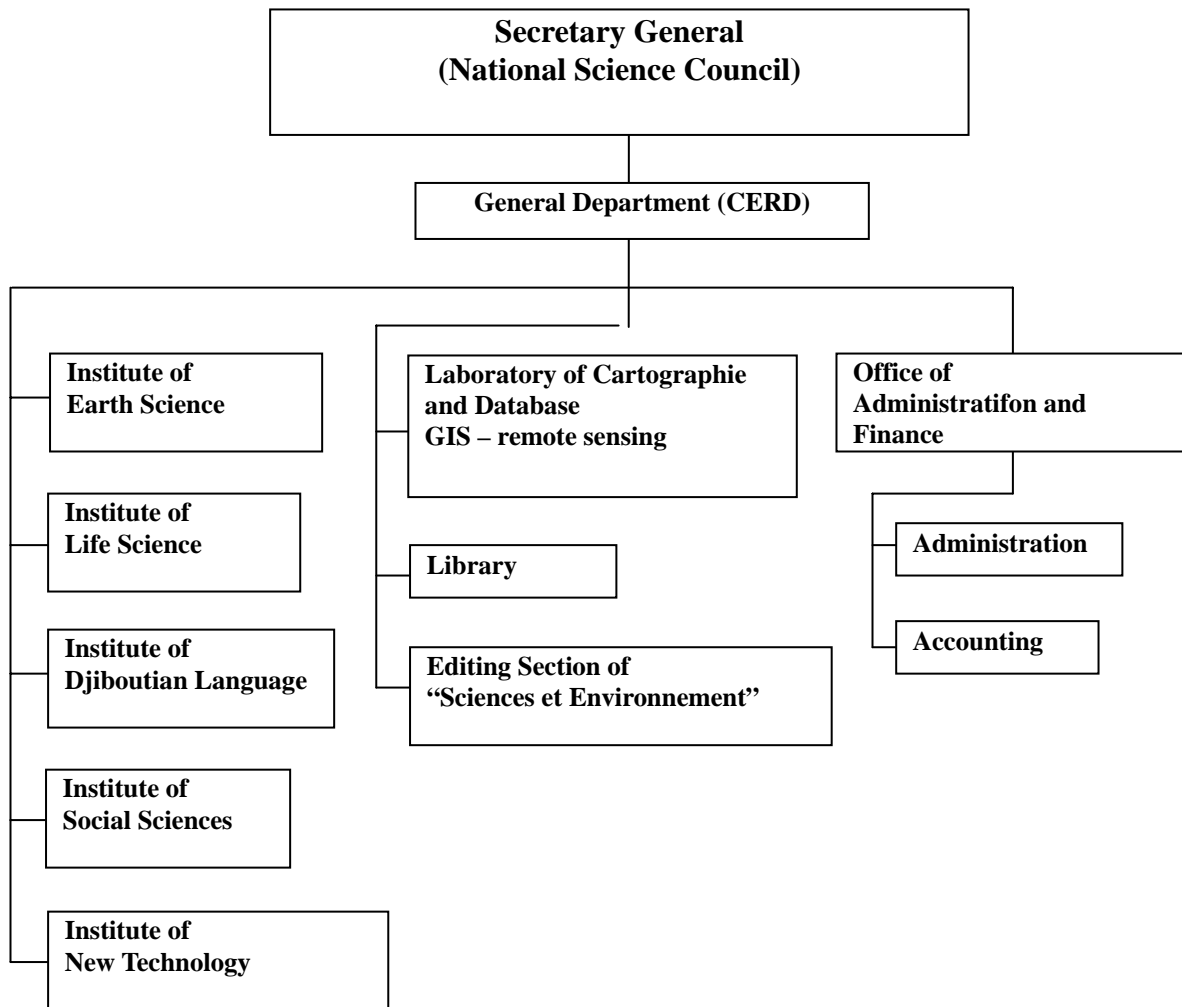 Secretary General
(National Science Council)
General Department (CERD)
Institute of
Earth Science
Institute of
Life Science
Institute of
Djiboutian Language
Institute of
Social Sciences
Institute of
New Technology
Laboratory of Cartographie
and Database
GIS – remote sensing
Library
Editing Section of
“Sciences et Environnement”
Office of
Administratifon and
Finance
Administration
Accounting